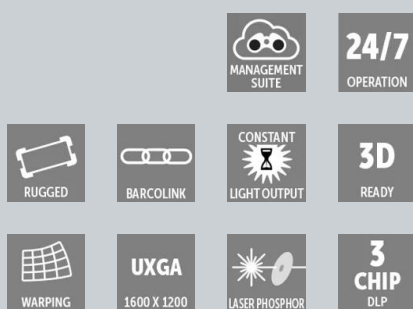 MANAGEMENT
SUITE
24/7
OPERATION
RUGGED
BARCOLINK
CONSTANT
LIGHT OUTPUT
3D
READY
WARPING
UXGA
1600 X 1200
LASER PHOSPHOR
3
CHIP
DLP